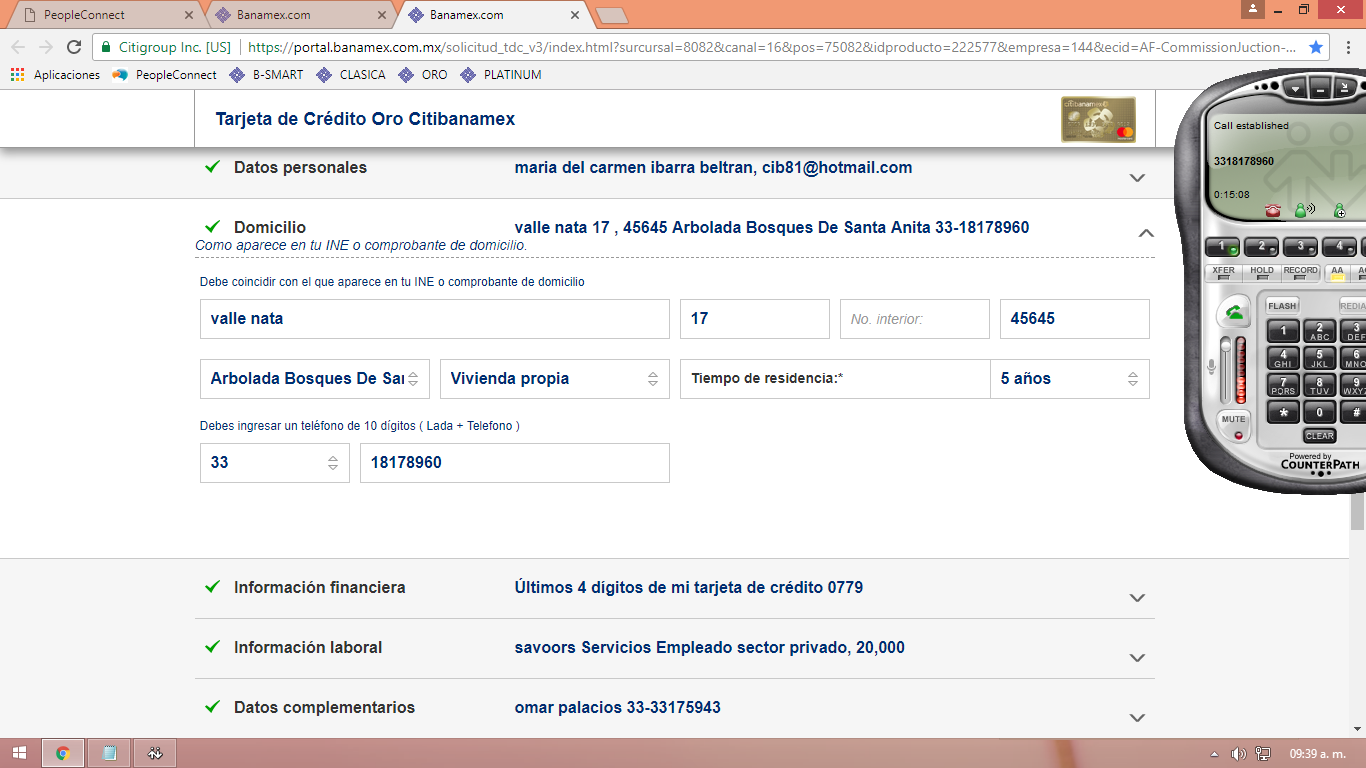 PeopleConnect
Banamex.com
Banamex.com
Citigroup Inc. [US]
https://portal.banamex.com.mx/solicitud_tdc_v3/index.html?surcursal=8082&canal=16&pos=75082&idproducto=222577&empresa=144&ecid=AF-CommissionJuction-...
Aplicaciones PeopleConnect B-SMART CLASICA ORO PLATINUM
Tarjeta de Crédito Oro Citibanamex
citibanamex
Datos personales maria del carmen ibarra beltran, cib81@hotmail.com
Domicilio valle nata 17 , 45645 Arbolada Bosques De Santa Anita 33-18178960
Como aparece en tu INE o comprobante de domicilio.
Debe coincidir con el que aparece en tu INE o comprobante de domicilio
valle nata 17 No. interior: 45645
Arbolada Bosques De Sar Vivienda propia Tiempo de residencia:* 5 años
Debes ingresar un teléfono de 10 dígitos ( Lada + Telefono )
33 18178960
Información financiera Últimos 4 dígitos de mi tarjeta de crédito 0779
Información laboral savoors Servicios Empleado sector privado, 20,000
Datos complementarios omar palacios 33-33175943
Call established
3318178960
0:15:08
1 2 3 4
XFER HOLD RECORD AA
FLASH REDIA
1 2 ABC 3 DEF
4 GHI 5 JKL 6 MNO
7 PQRS 8 TUV 9 WXYZ
* 0 #
MUTE
CLEAR
Powered by
COUNTERPATH
09:39 a. m.